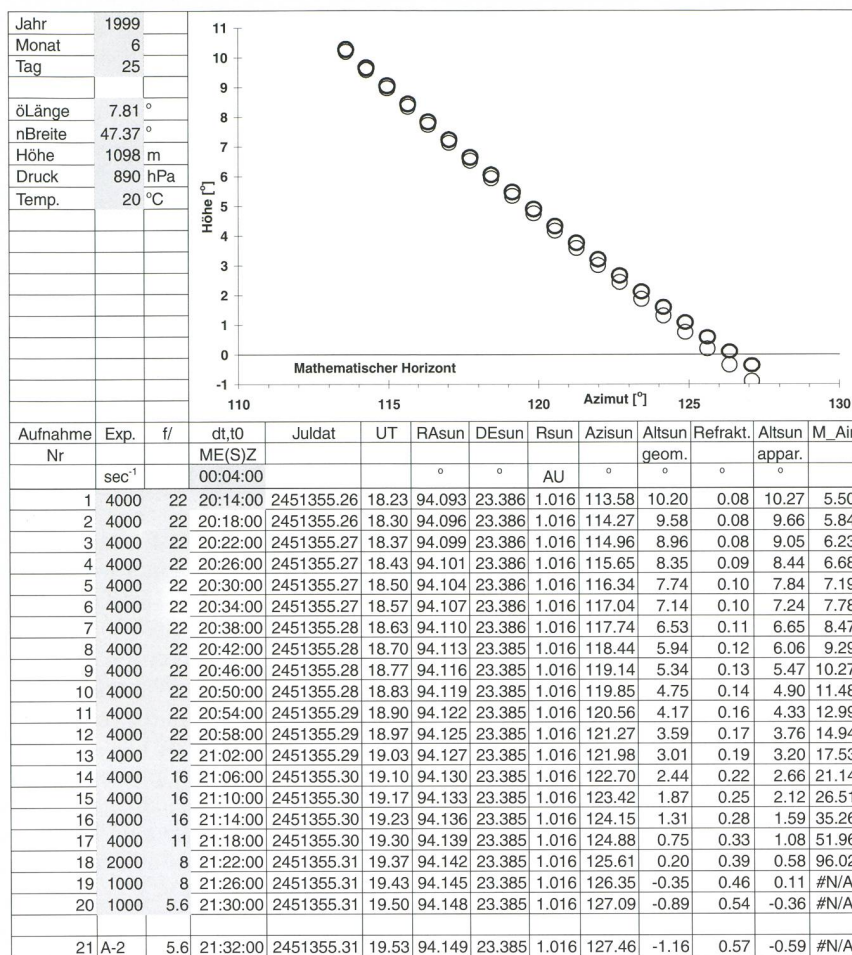 Jahr 1999
Monat 6
Tag 25
öLänge 7.81 °
nBreite 47.37 °
Höhe 1098 m
Druck 890 hPa
Temp. 20 °C
Höhe [°]
11
10
9
8
7
6
5
4
3
2
1
0
-1
Mathematischer Horizont
110 115 120 125 130
Azimut [°]
Aufnahme Exp. f/ dt,t0 Juldat UT RAsun DEsun Rsun Azisun Altsun Refrakt. Altsun M_Air
Nr ME(S)Z geom. appar.
sec-1 00:04:00 ° ° AU ° ° ° °
1 4000 22 20:14:00 2451355.26 18.23 94.093 23.386 1.016 113.58 10.20 0.08 10.27 5.50
2 4000 22 20:18:00 2451355.26 18.30 94.096 23.386 1.016 114.27 9.58 0.08 9.66 5.84
3 4000 22 20:22:00 2451355.27 18.37 94.099 23.386 1.016 114.96 8.96 0.08 9.05 6.23
4 4000 22 20:26:00 2451355.27 18.43 94.101 23.386 1.016 115.65 8.35 0.09 8.44 6.68
5 4000 22 20:30:00 2451355.27 18.50 94.104 23.386 1.016 116.34 7.74 0.10 7.84 7.19
6 4000 22 20:34:00 2451355.27 18.57 94.107 23.386 1.016 117.04 7.14 0.10 7.24 7.78
7 4000 22 20:38:00 2451355.28 18.63 94.110 23.386 1.016 117.74 6.53 0.11 6.65 8.47
8 4000 22 20:42:00 2451355.28 18.70 94.113 23.385 1.016 118.44 5.94 0.12 6.06 9.29
9 4000 22 20:46:00 2451355.28 18.77 94.116 23.385 1.016 119.14 5.34 0.13 5.47 10.27
10 4000 22 20:50:00 2451355.28 18.83 94.119 23.385 1.016 119.85 4.75 0.14 4.90 11.48
11 4000 22 20:54:00 2451355.29 18.90 94.122 23.385 1.016 120.56 4.17 0.16 4.33 12.99
12 4000 22 20:58:00 2451355.29 18.97 94.125 23.385 1.016 121.27 3.59 0.17 3.76 14.94
13 4000 22 21:02:00 2451355.29 19.03 94.127 23.385 1.016 121.98 3.01 0.19 3.20 17.53
14 4000 16 21:06:00 2451355.30 19.10 94.130 23.385 1.016 122.70 2.44 0.22 2.66 21.14
15 4000 16 21:10:00 2451355.30 19.17 94.133 23.385 1.016 123.42 1.87 0.25 2.12 26.51
16 4000 16 21:14:00 2451355.30 19.23 94.136 23.385 1.016 124.15 1.31 0.28 1.59 35.26
17 4000 11 21:18:00 2451355.30 19.30 94.139 23.385 1.016 124.88 0.75 0.33 1.08 51.96
18 2000 8 21:22:00 2451355.31 19.37 94.142 23.385 1.016 125.61 0.20 0.39 0.58 96.02
19 1000 8 21:26:00 2451355.31 19.43 94.145 23.385 1.016 126.35 -0.35 0.46 0.11 #N/A
20 1000 5.6 21:30:00 2451355.31 19.50 94.148 23.385 1.016 127.09 -0.89 0.54 -0.36 #N/A
21 A-2 5.6 21:32:00 2451355.31 19.53 94.149 23.385 1.016 127.46 -1.16 0.57 -0.59 #N/A